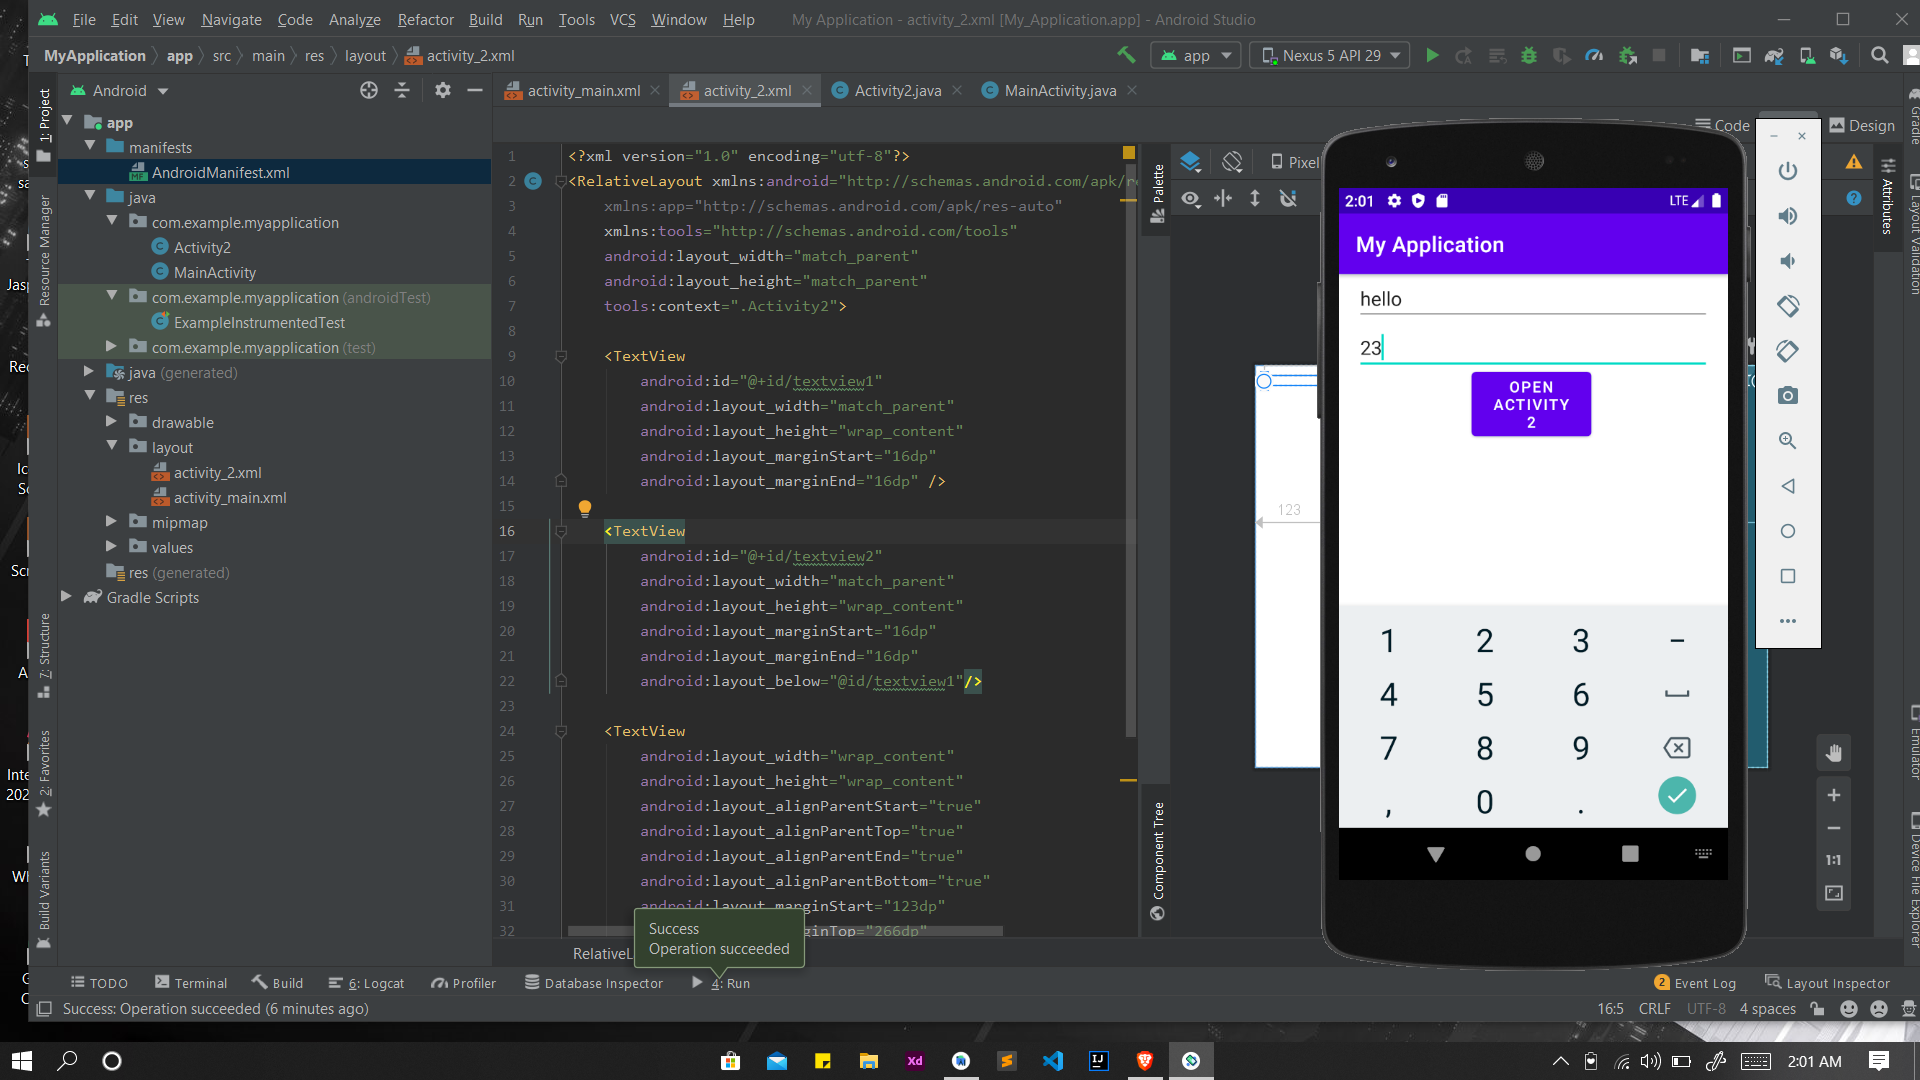 File Edit View Navigate Code Analyze Refactor Build Run Tools VCS Window Help My Application - activity_2.xml [My_Application.app] - Android Studio
MyApplication app src main res layout activity_2.xml
app Nexus 5 API 29
1: Project
Resource Manager
7: Structure
2: Favorites
Build Variants
Android
app
manifests
AndroidManifest.xml
java
com.example.myapplication
Activity2
MainActivity
com.example.myapplication (androidTest)
ExampleInstrumentedTest
com.example.myapplication (test)
java (generated)
res
drawable
layout
activity_2.xml
activity_main.xml
mipmap
values
res (generated)
Gradle Scripts
activity_main.xml activity_2.xml Activity2.java MainActivity.java
Code Design
1 <?xml version="1.0" encoding="utf-8"?>
2 <RelativeLayout xmlns:android="http://schemas.android.com/apk/re
3 xmlns:app="http://schemas.android.com/apk/res-auto"
4 xmlns:tools="http://schemas.android.com/tools"
5 android:layout_width="match_parent"
6 android:layout_height="match_parent"
7 tools:context=".Activity2">
8
9 <TextView
10 android:id="@+id/textview1"
11 android:layout_width="match_parent"
12 android:layout_height="wrap_content"
13 android:layout_marginStart="16dp"
14 android:layout_marginEnd="16dp" />
15
16 <TextView
17 android:id="@+id/textview2"
18 android:layout_width="match_parent"
19 android:layout_height="wrap_content"
20 android:layout_marginStart="16dp"
21 android:layout_marginEnd="16dp"
22 android:layout_below="@id/textview1"/>
23
24 <TextView
25 android:layout_width="wrap_content"
26 android:layout_height="wrap_content"
27 android:layout_alignParentStart="true"
28 android:layout_alignParentTop="true"
29 android:layout_alignParentEnd="true"
30 android:layout_alignParentBottom="true"
31 android:layout_marginStart="123dp"
32 ginTop="266dp"
RelativeL
Success
Operation succeeded
Palette
Component Tree
Pixel
123
2:01 LTE
My Application
hello
23
OPEN
ACTIVITY
2
1 2 3 -
4 5 6
7 8 9
, 0 .
1:1
Attributes
Gradle
Layout Validation
Emulator
Device File Explorer
TODO Terminal Build 6: Logcat Profiler Database Inspector 4: Run 2 Event Log Layout Inspector
Success: Operation succeeded (6 minutes ago) 16:5 CRLF UTF-8 4 spaces
Xd IJ 2:01 AM